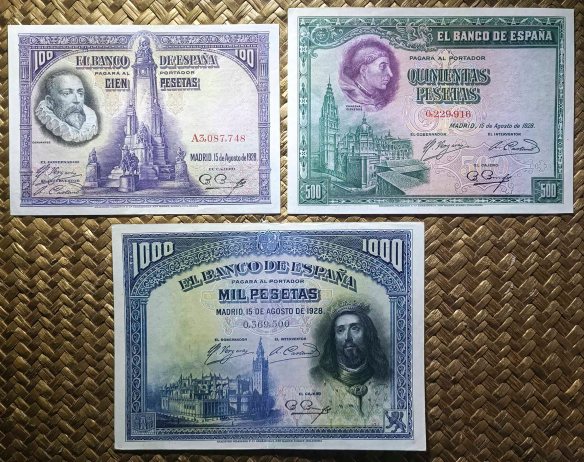 100 100
EL BANCO DE ESPAÑA
PAGARÁ AL PORTADOR
CIEN PESETAS
CERVANTES
A3,087,748
MADRID, 15 de Agosto de 1928
EL GOBERNADOR
EL INTERVENTOR
EL CAJERO
EL BANCO DE ESPAÑA
PAGARÁ AL PORTADOR
QUINIENTAS
PESETAS
CARDENAL
CISNEROS
0,229,916
MADRID, 15 de Agosto de 1928
EL GOBERNADOR EL INTERVENTOR
EL CAJERO
500 500
1000 1000
EL BANCO DE ESPAÑA
PAGARÁ AL PORTADOR
MIL PESETAS
MADRID, 15 DE AGOSTO DE 1928
0,569,500
EL GOBERNADOR EL INTERVENTOR
EL CAJERO